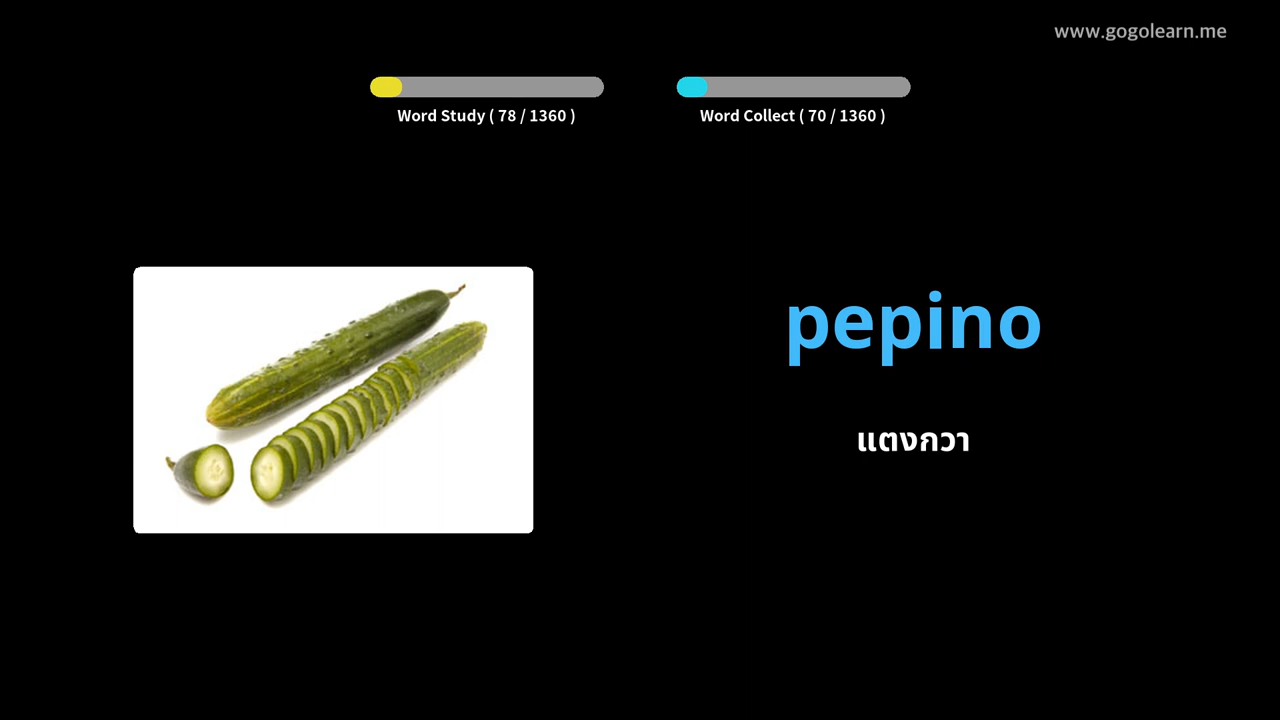 www.gogolearn.me
Word Study ( 78 / 1360 )
Word Collect ( 70 / 1360 )
pepino
แตงกวา